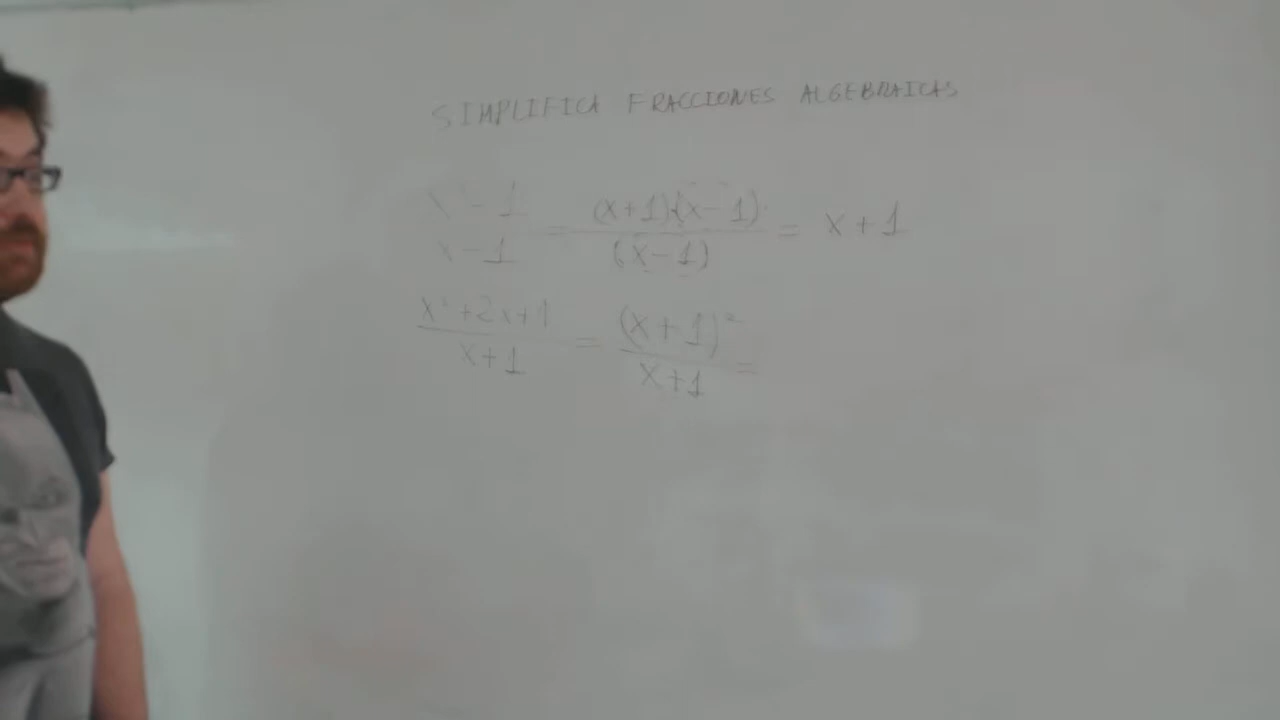 SIMPLIFICA FRACCIONES ALGEBRAICAS
x² - 1 / x - 1 = (x+1)·(x-1) / (x-1) = x+1
x²+2x+1 / x+1 = (x+1)² / x+1 =